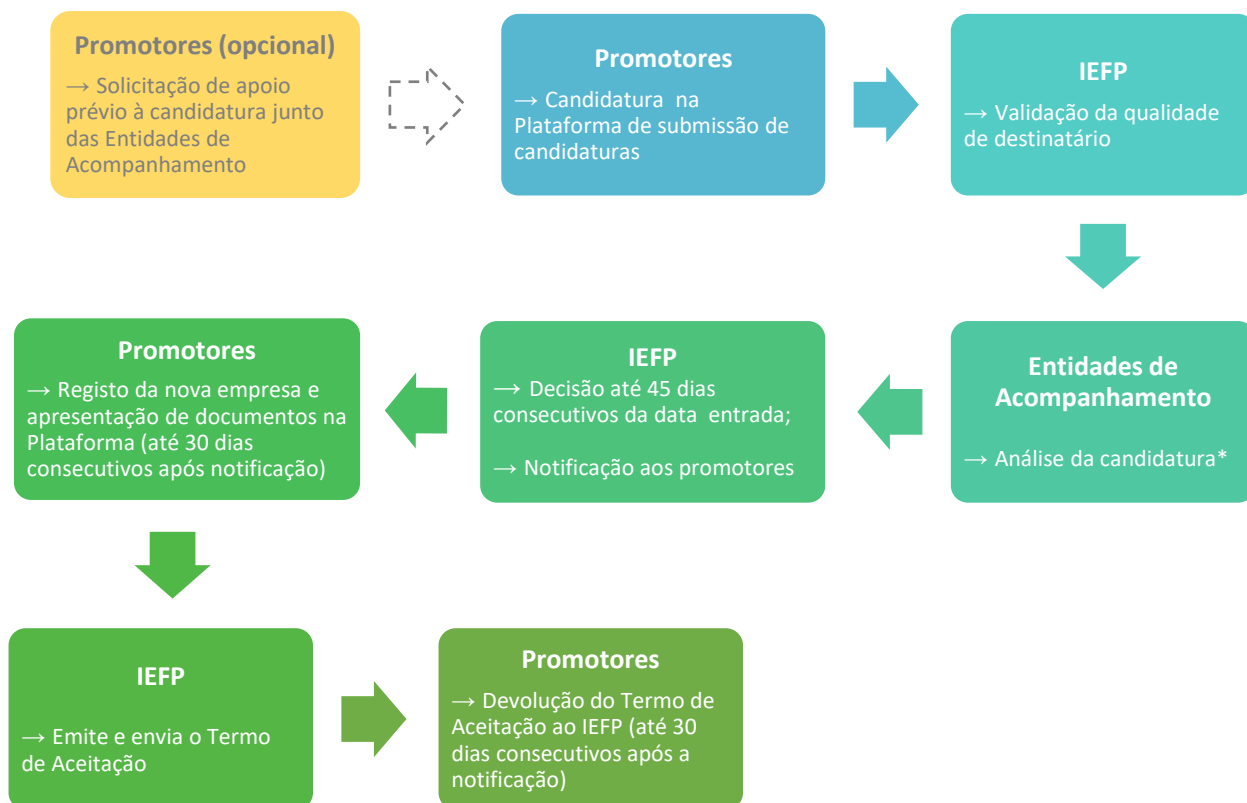 Promotores (opcional)
→ Solicitação de apoio
prévio à candidatura junto
das Entidades de
Acompanhamento
Promotores
→ Candidatura na
Plataforma de submissão de
candidaturas
IEFP
→ Validação da qualidade
de destinatário
Entidades de
Acompanhamento
→ Análise da candidatura*
IEFP
→ Decisão até 45 dias
consecutivos da data entrada;
→ Notificação aos promotores
Promotores
→ Registo da nova empresa e
apresentação de documentos na
Plataforma (até 30 dias
consecutivos após notificação)
IEFP
→ Emite e envia o Termo
de Aceitação
Promotores
→ Devolução do Termo de
Aceitação ao IEFP (até 30
dias consecutivos após a
notificação)